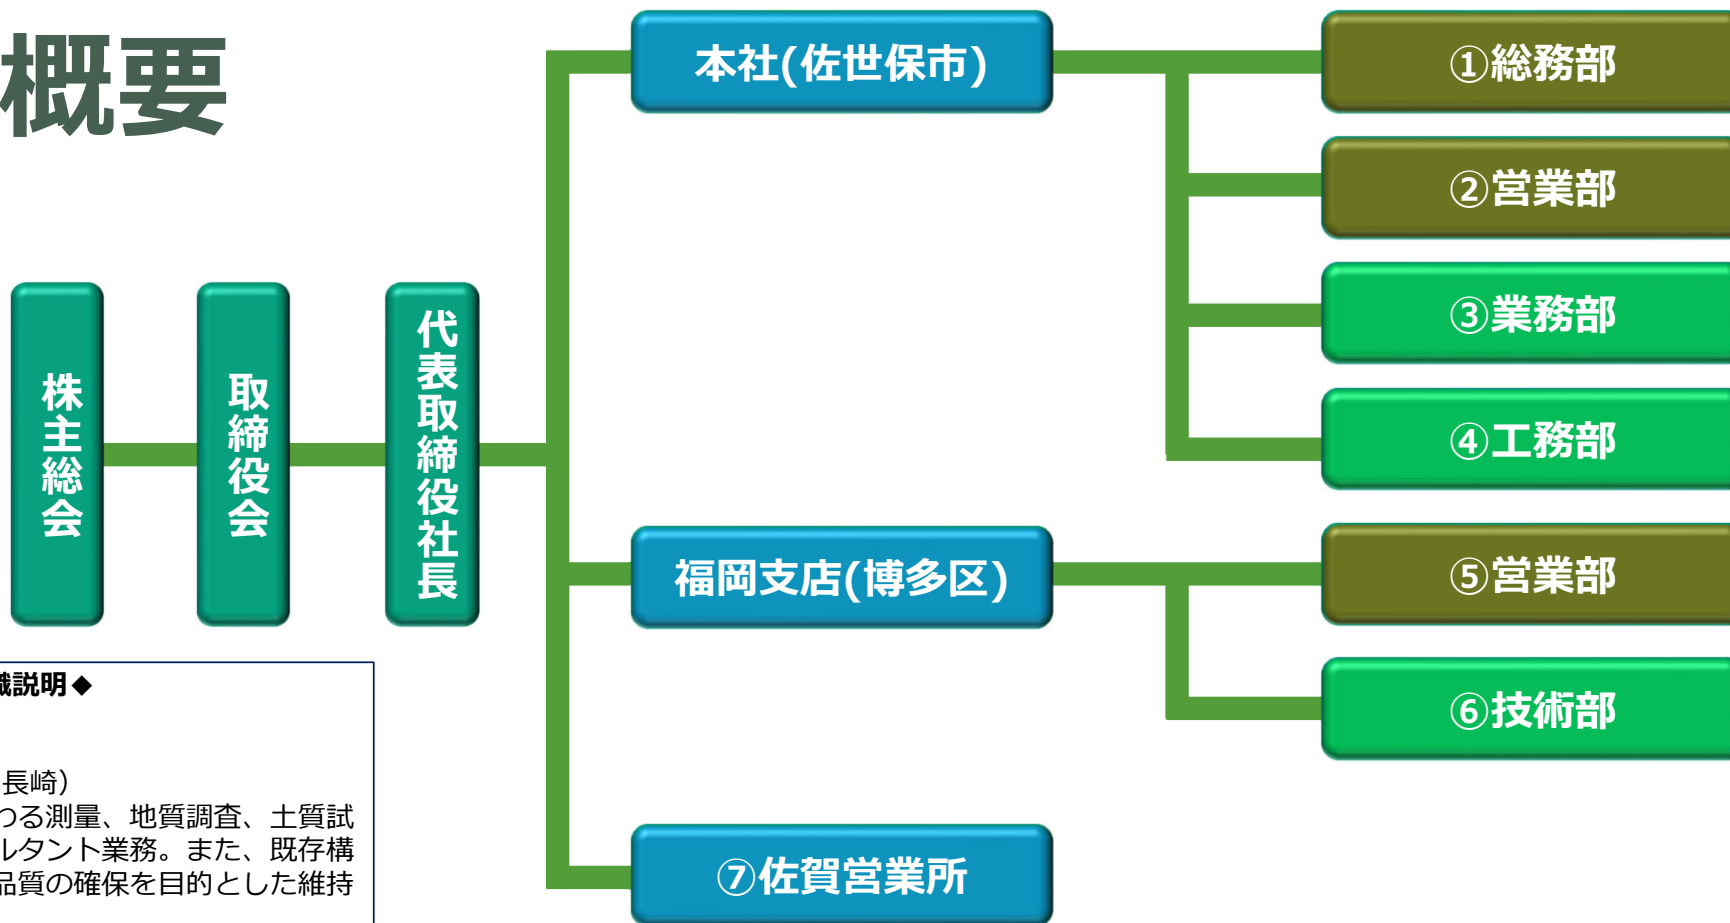 概要
株主総会
取締役会
代表取締役社長
本社(佐世保市)
①総務部
②営業部
③業務部
④工務部
福岡支店(博多区)
⑤営業部
⑥技術部
⑦佐賀営業所
織説明◆
長崎）
わる測量、地質調査、土質試
ルタント業務。また、既存構
品質の確保を目的とした維持